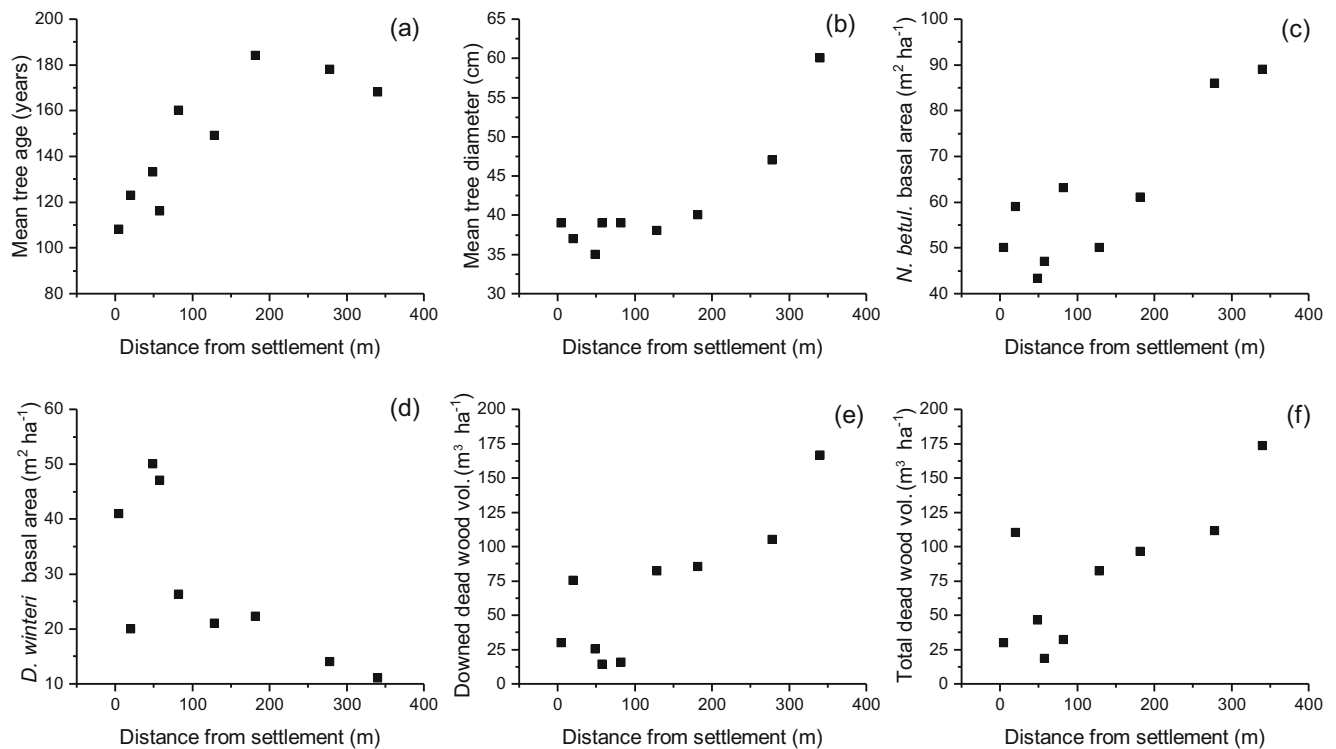 (a)
Mean tree age (years)
200
180
160
140
120
100
80
0 100 200 300 400
Distance from settlement (m)
(b)
Mean tree diameter (cm)
65
60
55
50
45
40
35
30
0 100 200 300 400
Distance from settlement (m)
(c)
N. betul. basal area (m² ha⁻¹)
100
90
80
70
60
50
40
0 100 200 300 400
Distance from settlement (m)
(d)
D. winteri basal area (m² ha⁻¹)
60
50
40
30
20
10
0 100 200 300 400
Distance from settlement (m)
(e)
Downed dead wood vol.(m³ ha⁻¹)
200
175
150
125
100
75
50
25
0
0 100 200 300 400
Distance from settlement (m)
(f)
Total dead wood vol.(m³ ha⁻¹)
200
175
150
125
100
75
50
25
0
0 100 200 300 400
Distance from settlement (m)